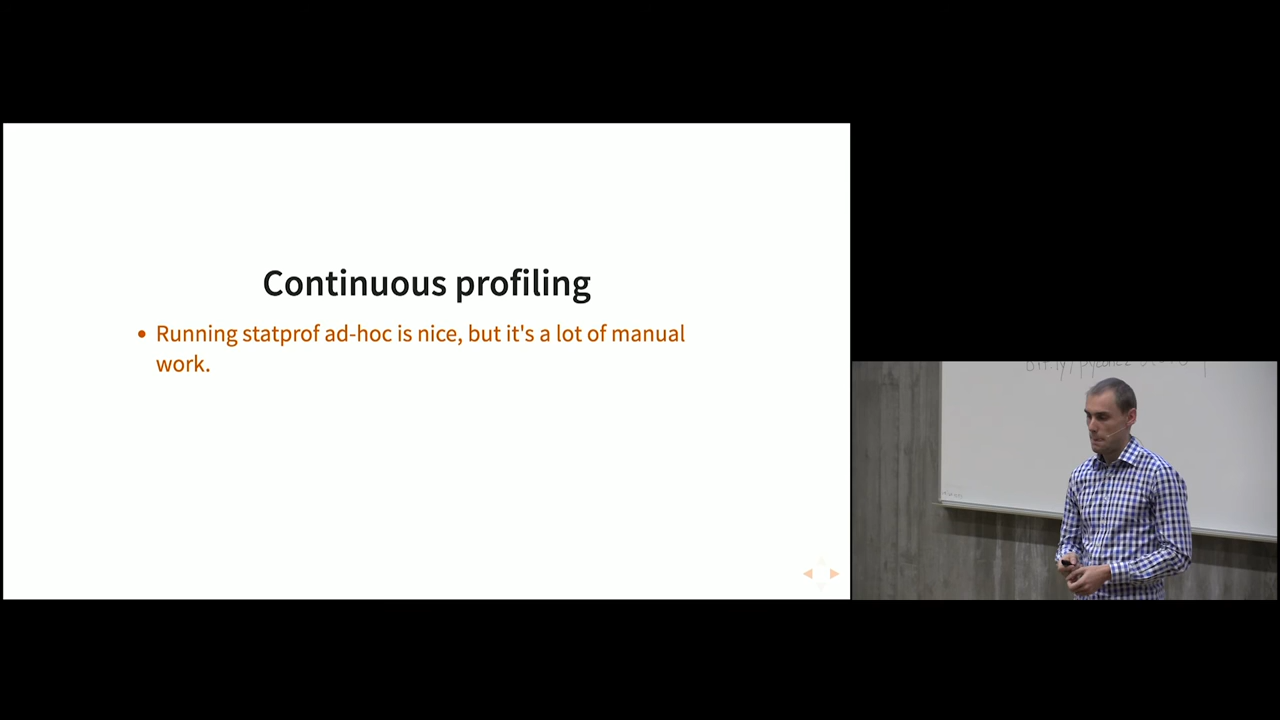 Continuous profiling
• Running statprof ad-hoc is nice, but it's a lot of manual
work.